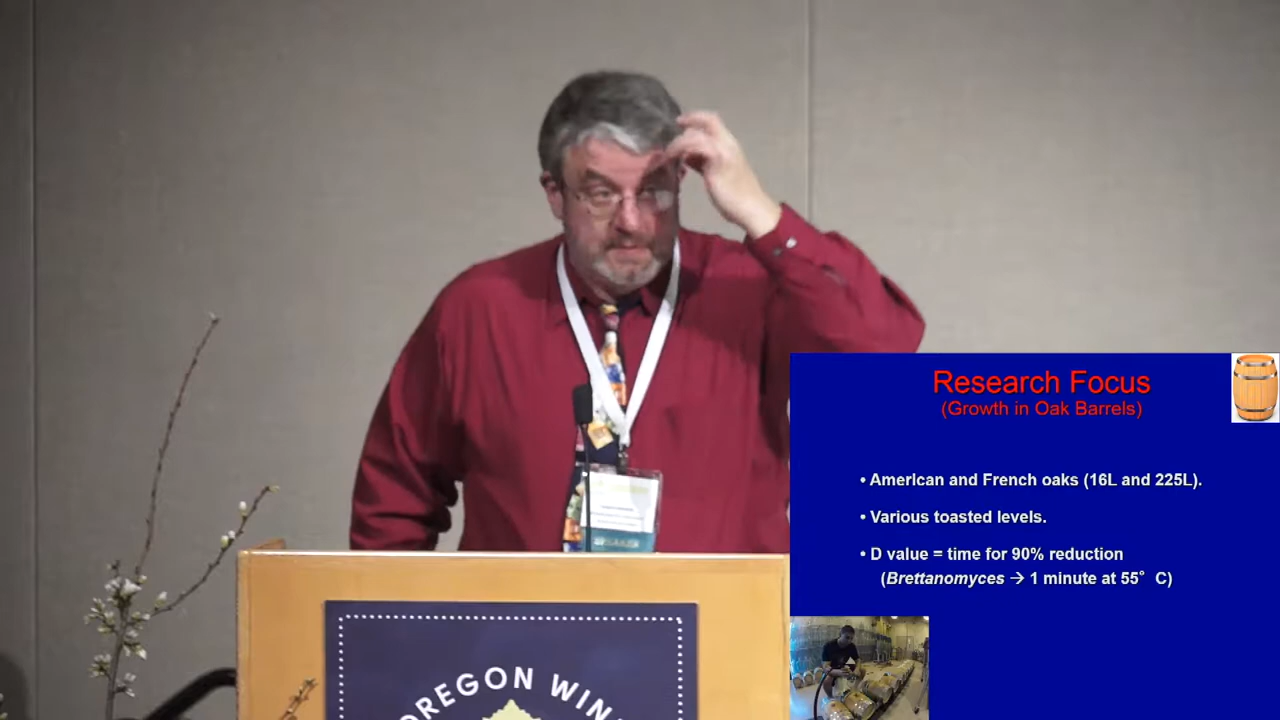 Research Focus
(Growth in Oak Barrels)
• American and French oaks (16L and 225L).
• Various toasted levels.
• D value = time for 90% reduction
(Brettanomyces → 1 minute at 55° C)
OREGON WIN